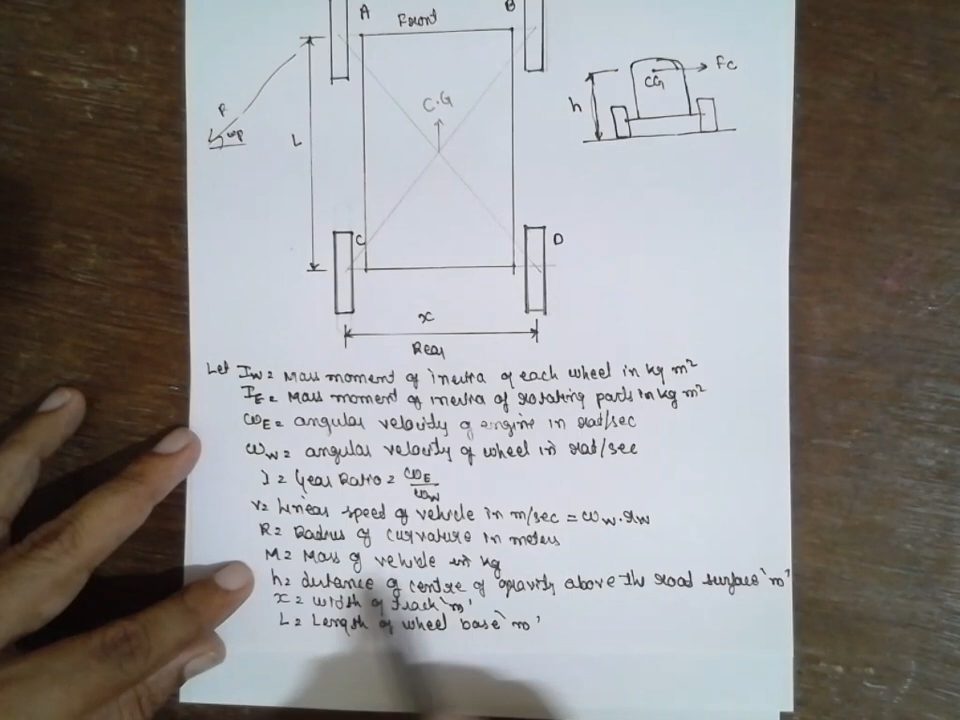 A Front B
C.G
R
ωp
L
CG Fc
h
C D
x
Rear
Let Iw = Mass moment of inertia of each wheel in kg m²
IE = Mass moment of inertia of rotating parts in kg m²
ωE = angular velocity of engine in rad/sec
ωw = angular velocity of wheel in rad/sec
G = Gear Ratio = ωE/ωw
v = Linear speed of vehicle in m/sec = ωw.rw
R = Radius of curvature in meters
M = Mass of vehicle in kg
h = distance of centre of gravity above the road surface 'm'
x = width of track 'm'
L = Length of wheel base 'm'